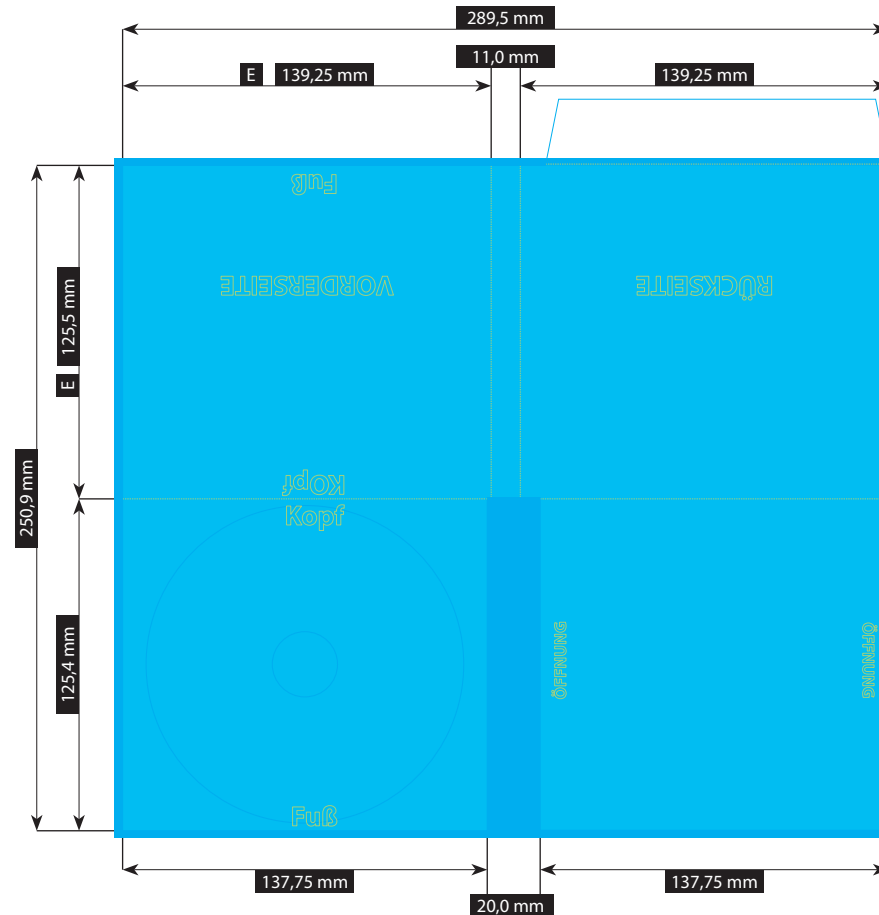 289,5 mm
11,0 mm
E 139,25 mm
139,25 mm
Fuß
VORDERSEITE
RÜCKSEITE
125,5 mm
E
250,9 mm
KOpf
Kopf
125,4 mm
ÖFFNUNG
ÖFFNUNG
Fuß
137,75 mm
137,75 mm
20,0 mm